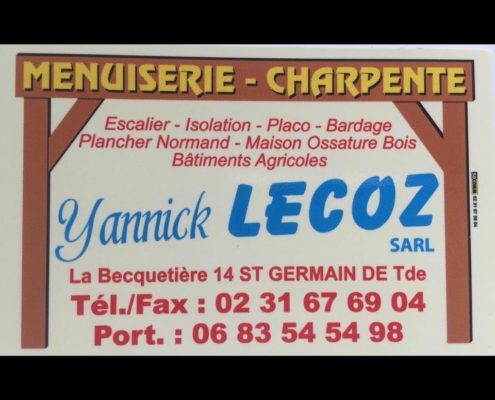 MENUISERIE - CHARPENTE
Escalier - Isolation - Placo - Bardage
Plancher Normand - Maison Ossature Bois
Bâtiments Agricoles
Yannick LECOZ
SARL
La Becquetière 14 ST GERMAIN DE Tde
Tél./Fax : 02 31 67 69 04
Port. : 06 83 54 54 98